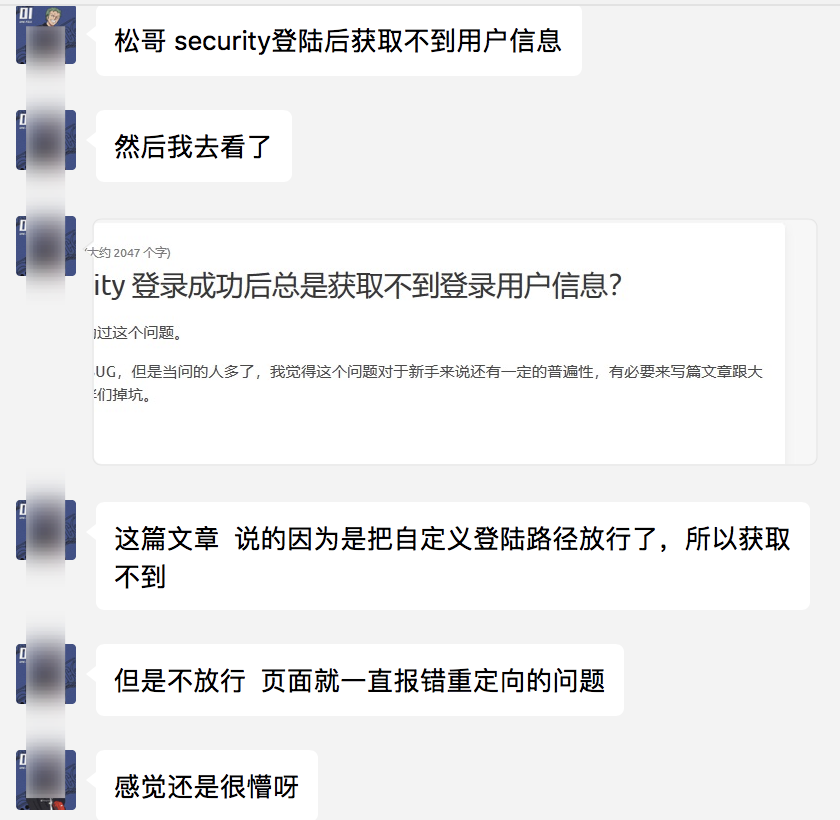 01
松哥 security登陆后获取不到用户信息
然后我去看了
大约 2047 个字)
ity 登录成功后总是获取不到登录用户信息?
过这个问题。
UG，但是当问的人多了，我觉得这个问题对于新手来说还有一定的普遍性，有必要来写篇文章跟大
们掉坑。
这篇文章 说的因为是把自定义登陆路径放行了，所以获取
不到
但是不放行 页面就一直报错重定向的问题
感觉还是很懵呀